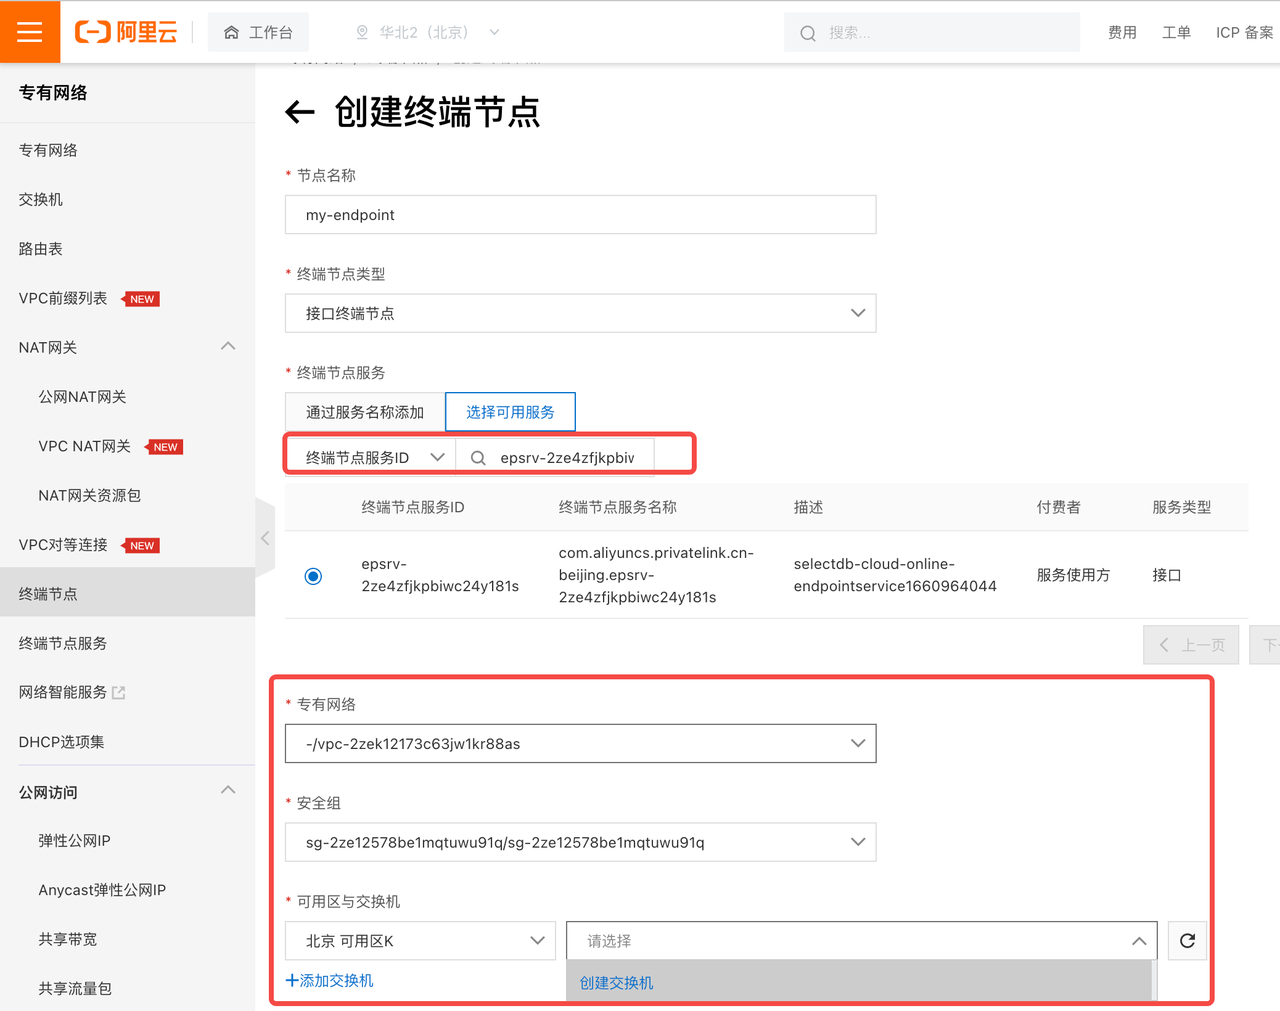 阿里云
工作台
华北2（北京）
搜索...
费用
工单
ICP 备案
专有网络
专有网络
交换机
路由表
VPC前缀列表 NEW
NAT网关
公网NAT网关
VPC NAT网关 NEW
NAT网关资源包
VPC对等连接 NEW
终端节点
终端节点服务
网络智能服务
DHCP选项集
公网访问
弹性公网IP
Anycast弹性公网IP
共享带宽
共享流量包
创建终端节点
* 节点名称
my-endpoint
* 终端节点类型
接口终端节点
* 终端节点服务
通过服务名称添加 选择可用服务
终端节点服务ID epsrv-2ze4zfjkpbiv
终端节点服务ID 终端节点服务名称 描述 付费者 服务类型
epsrv-
2ze4zfjkpbiwc24y181s
com.aliyuncs.privatelink.cn-
beijing.epsrv-
2ze4zfjkpbiwc24y181s
selectdb-cloud-online-
endpointservice1660964044
服务使用方
接口
上一页
下
* 专有网络
-/vpc-2zek12173c63jw1kr88as
* 安全组
sg-2ze12578be1mqtuwu91q/sg-2ze12578be1mqtuwu91q
* 可用区与交换机
北京 可用区K
请选择
+添加交换机
创建交换机